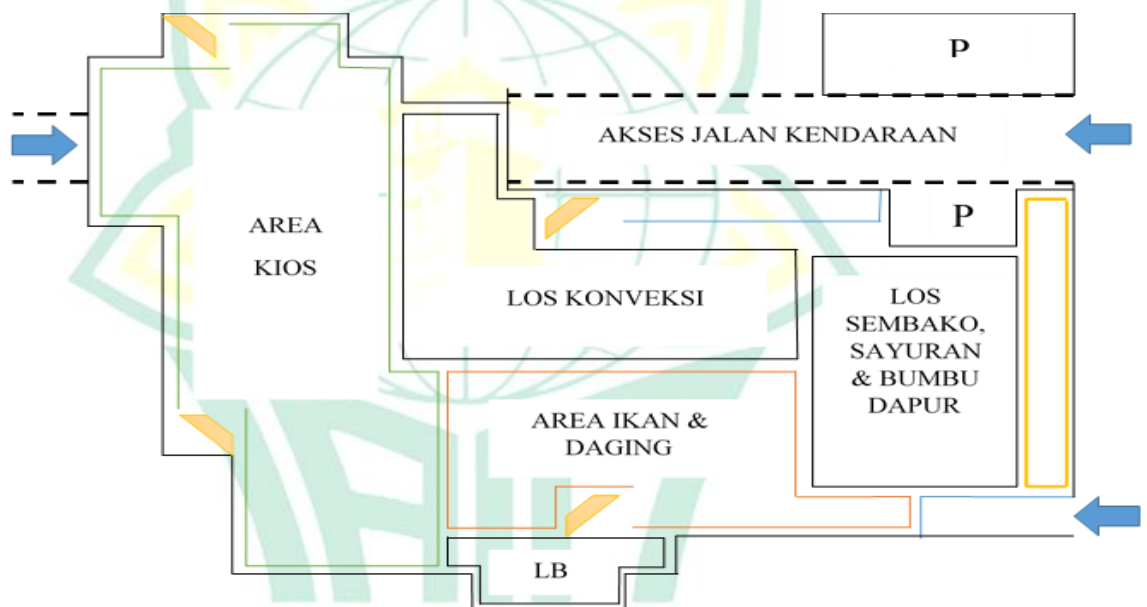 P
AKSES JALAN KENDARAAN
P
AREA
KIOS
LOS KONVEKSI
LOS
SEMBAKO,
SAYURAN
& BUMBU
DAPUR
AREA IKAN &
DAGING
LB